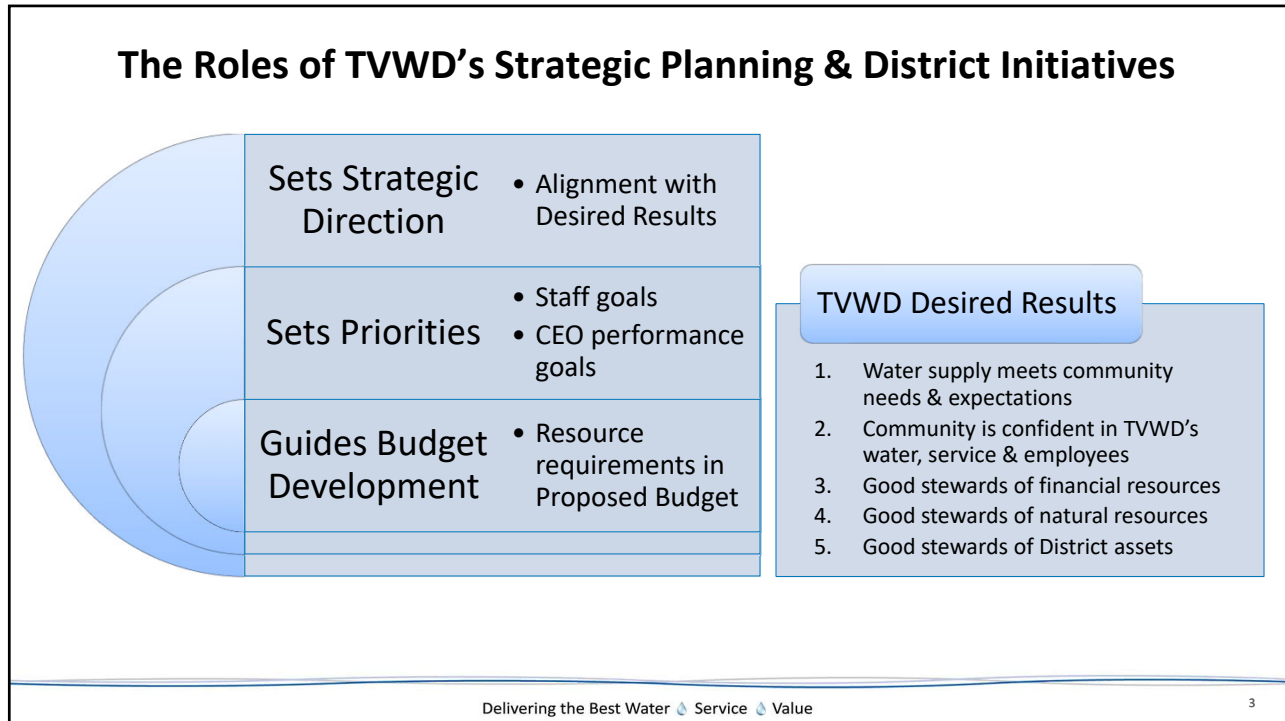 The Roles of TVWD’s Strategic Planning & District Initiatives
Sets Strategic
Direction
• Alignment with
Desired Results
Sets Priorities
• Staff goals
• CEO performance
goals
Guides Budget
Development
• Resource
requirements in
Proposed Budget
TVWD Desired Results
1. Water supply meets community
needs & expectations
2. Community is confident in TVWD’s
water, service & employees
3. Good stewards of financial resources
4. Good stewards of natural resources
5. Good stewards of District assets
Delivering the Best Water 💧 Service 💧 Value
3